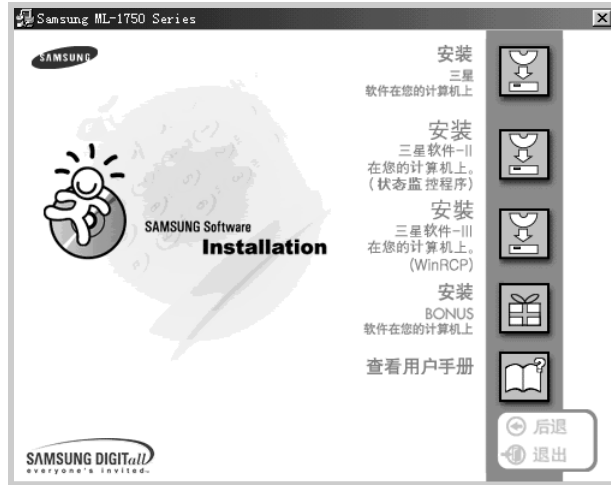 Samsung ML-1750 Series
SAMSUNG
安装
三星
软件在您的计算机上
安装
三星软件-II
在您的计算机上。
(状态监控程序)
安裝
三星软件-III
在您的计算机上。
(WinRCP)
安装
BONUS
软件在您的计算机上
查看用户手册
SAMSUNG Software
Installation
后退
退出
SAMSUNG DIGITall
everyone's invited™